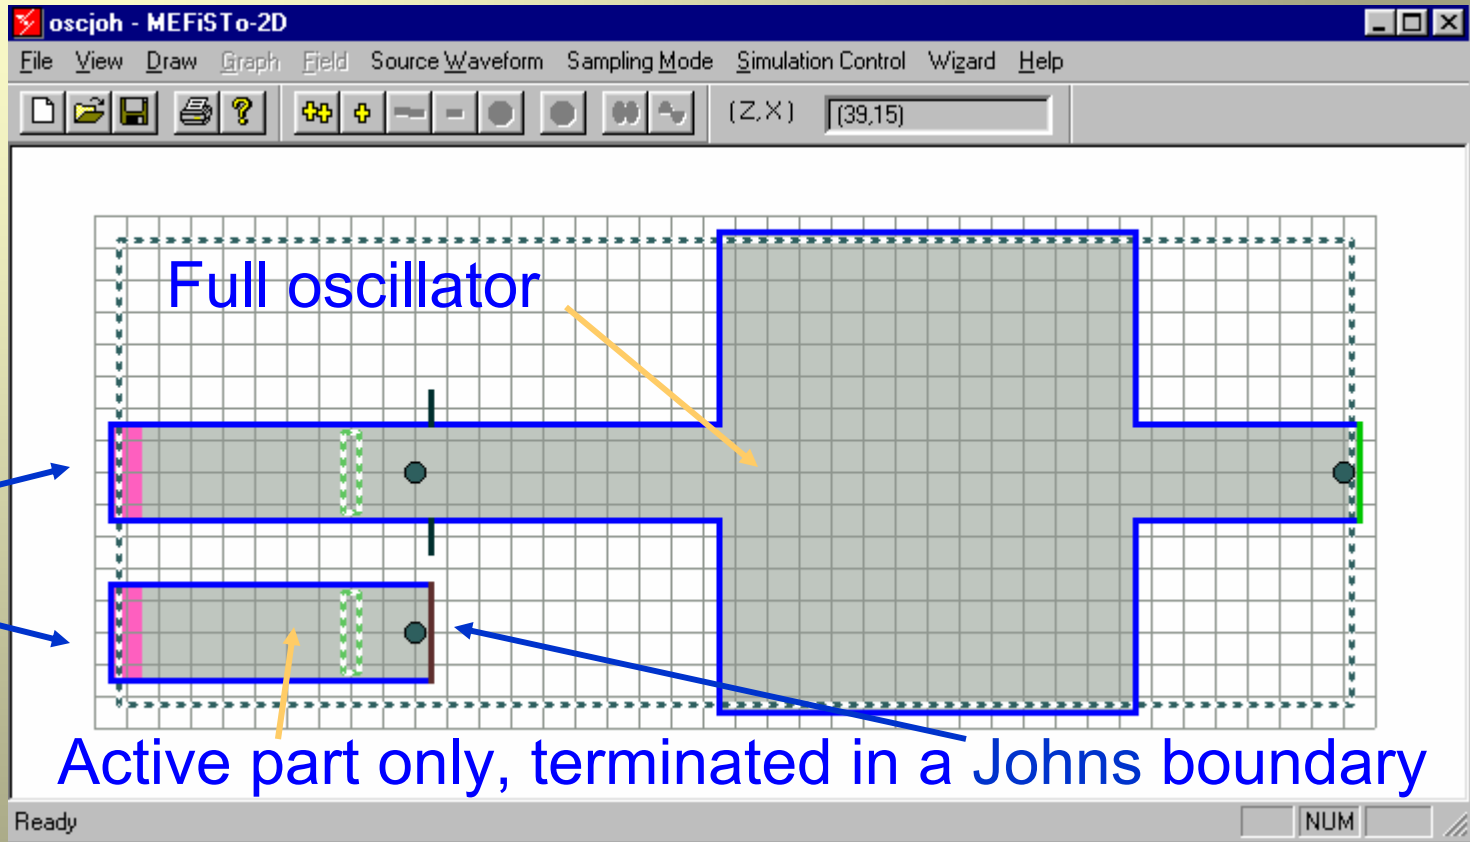 oscjoh - MEFiSTo-2D
File View Draw Graph Field Source Waveform Sampling Mode Simulation Control Wizard Help
(Z,X) (39,15)
Full oscillator
Active part only, terminated in a Johns boundary
Ready NUM